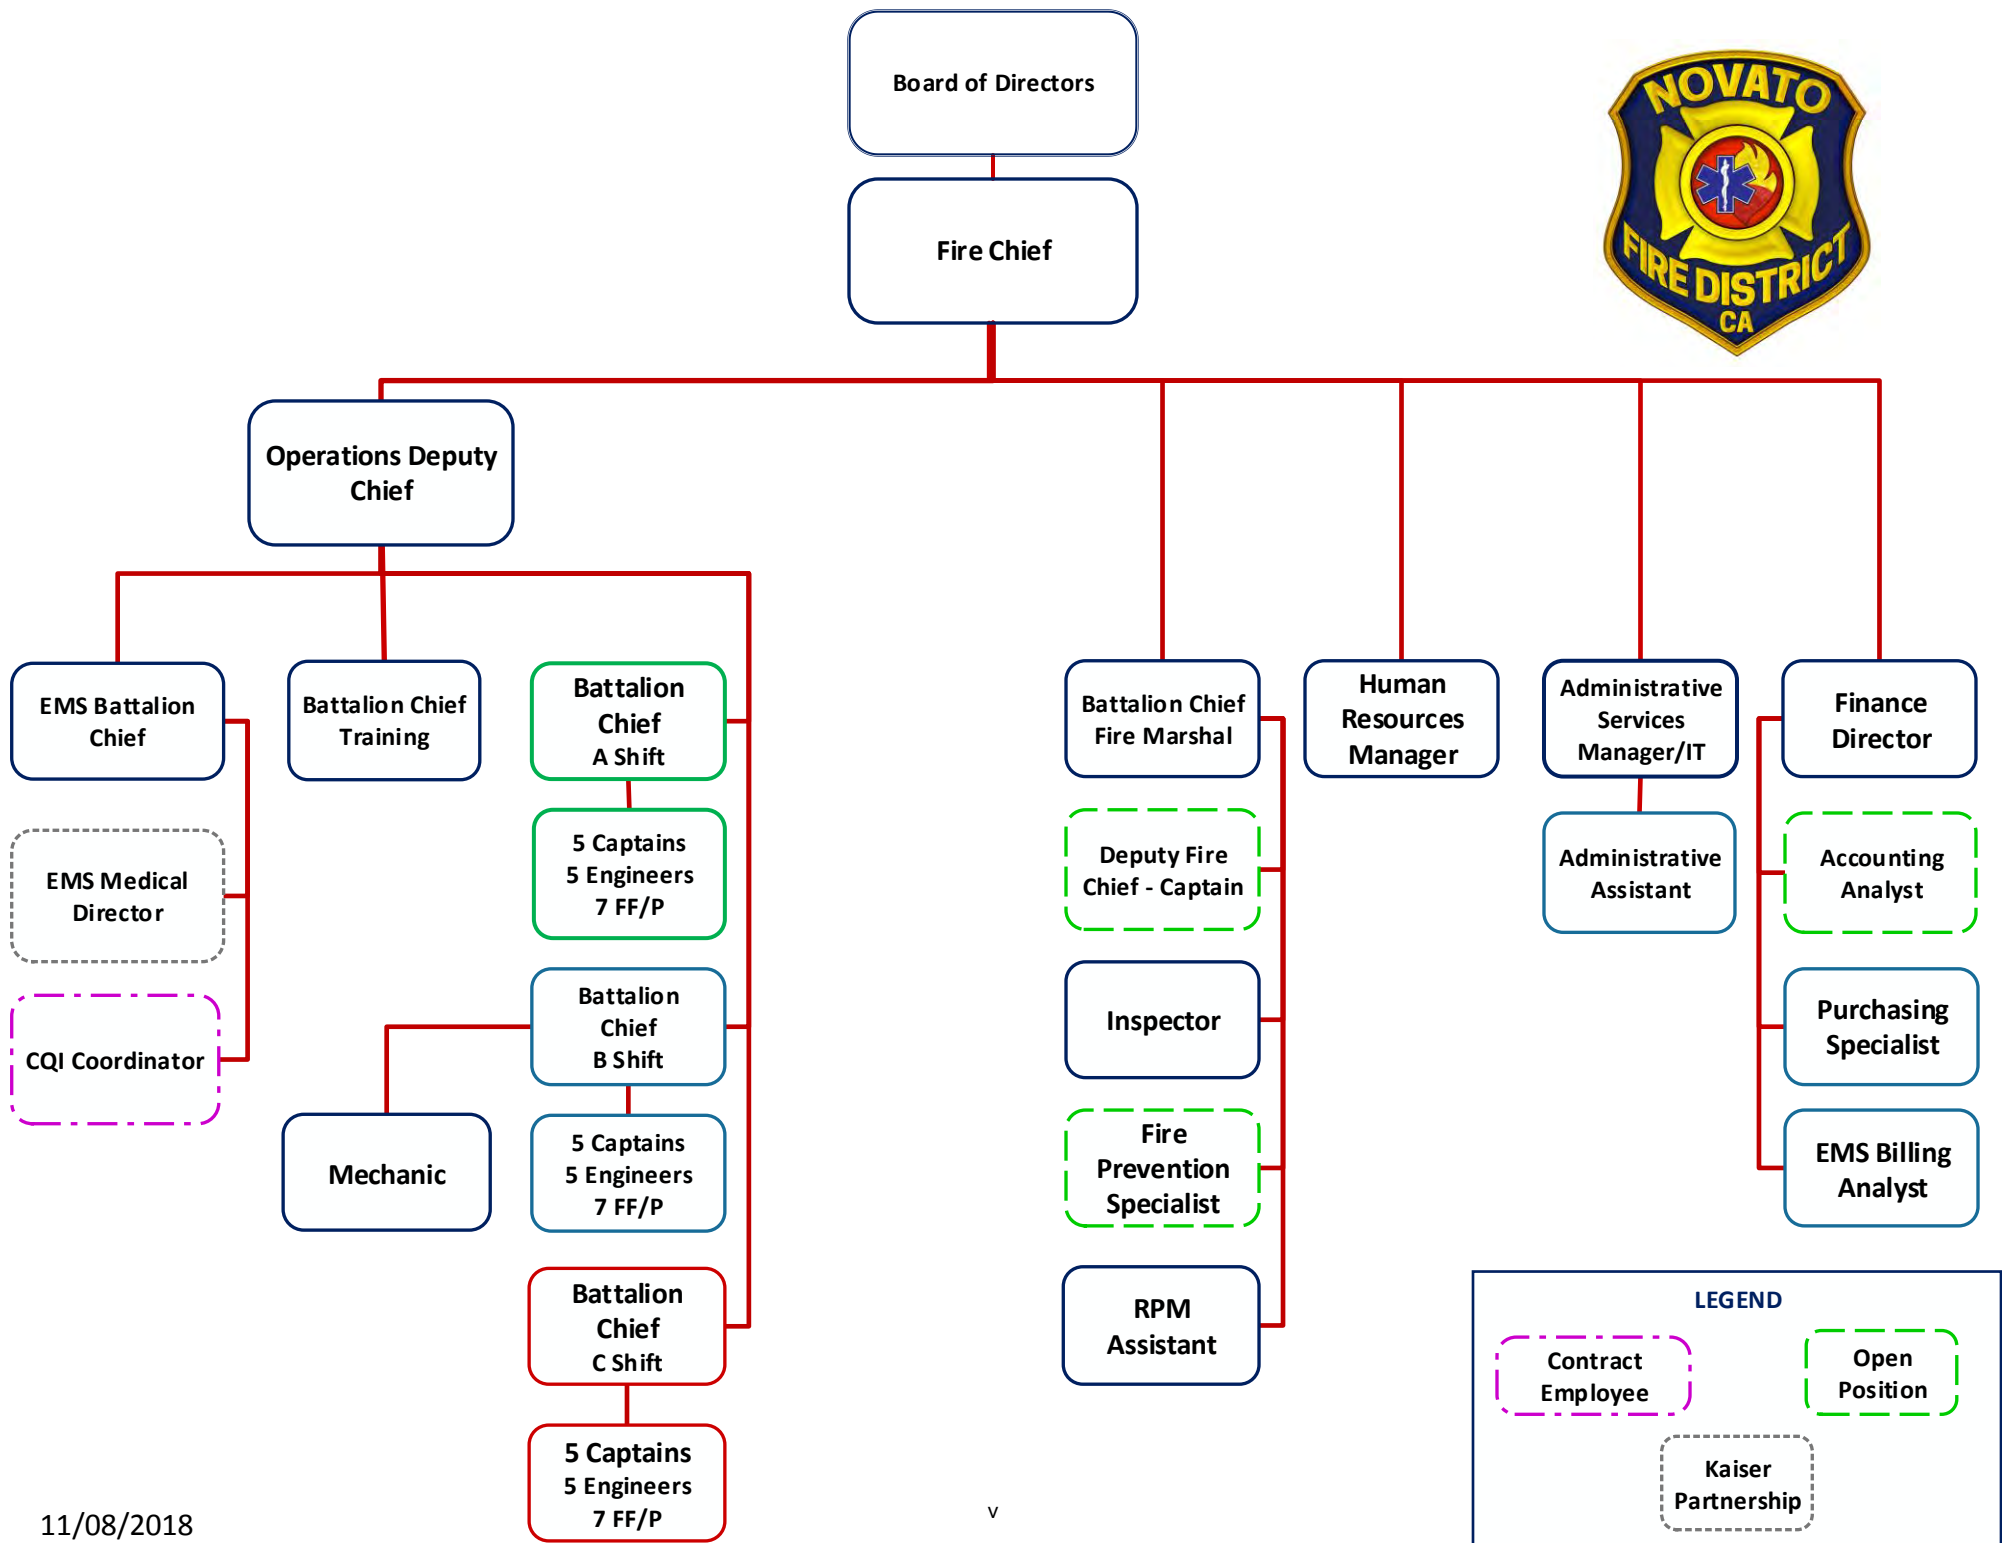 Board of Directors
NOVATO
FIRE DISTRICT
CA
Fire Chief
Operations Deputy
Chief
EMS Battalion
Chief
Battalion Chief
Training
Battalion
Chief
A Shift
Battalion Chief
Fire Marshal
Human
Resources
Manager
Administrative
Services
Manager/IT
Finance
Director
EMS Medical
Director
5 Captains
5 Engineers
7 FF/P
Deputy Fire
Chief - Captain
Administrative
Assistant
Accounting
Analyst
CQI Coordinator
Battalion
Chief
B Shift
Inspector
Purchasing
Specialist
Mechanic
5 Captains
5 Engineers
7 FF/P
Fire
Prevention
Specialist
EMS Billing
Analyst
Battalion
Chief
C Shift
RPM
Assistant
5 Captains
5 Engineers
7 FF/P
LEGEND
Contract
Employee
Open
Position
Kaiser
Partnership
11/08/2018
v